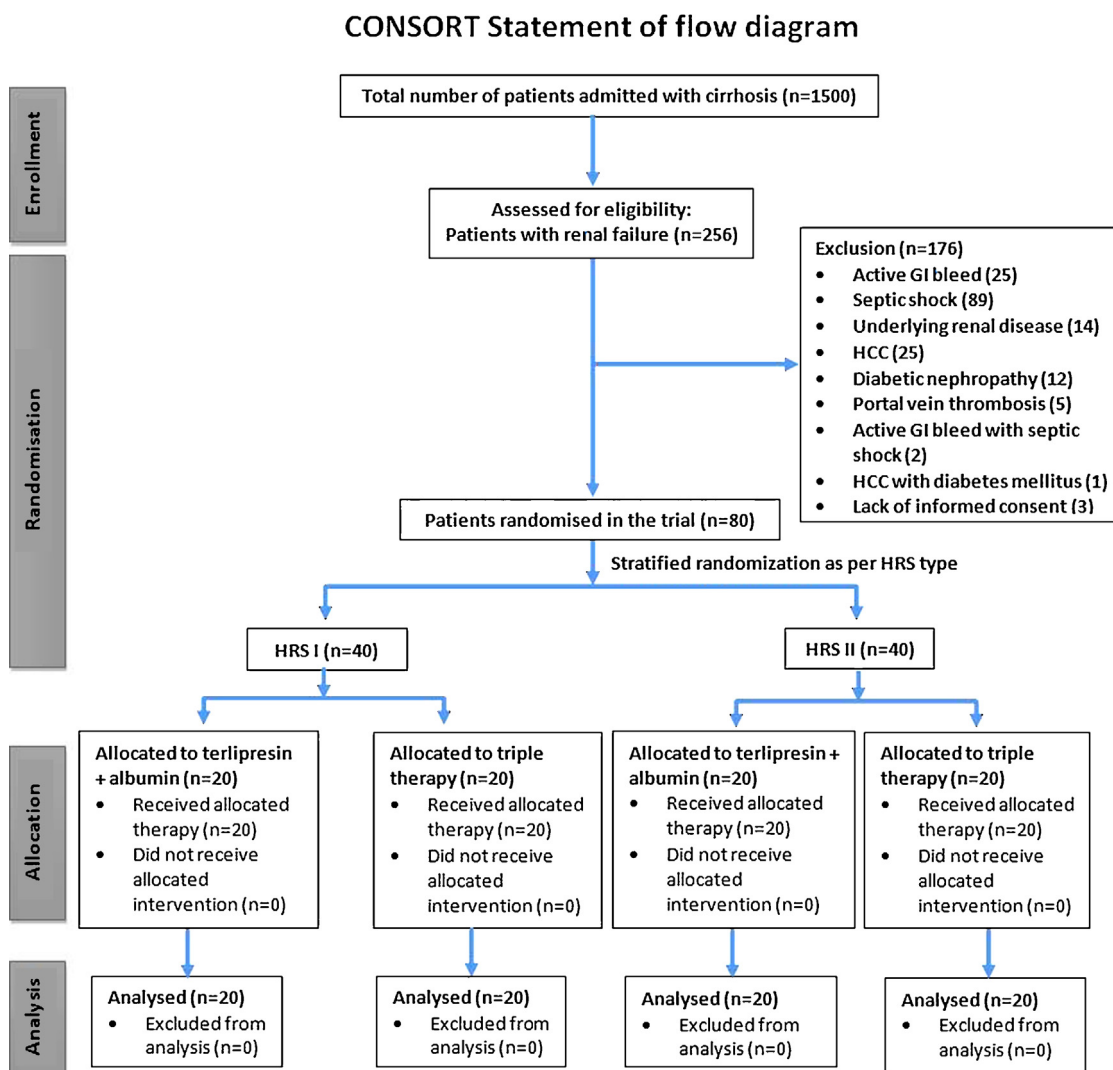 CONSORT Statement of flow diagram
Enrollment
Total number of patients admitted with cirrhosis (n=1500)
Assessed for eligibility:
Patients with renal failure (n=256)
Randomisation
Exclusion (n=176)
• Active GI bleed (25)
• Septic shock (89)
• Underlying renal disease (14)
• HCC (25)
• Diabetic nephropathy (12)
• Portal vein thrombosis (5)
• Active GI bleed with septic
shock (2)
• HCC with diabetes mellitus (1)
• Lack of informed consent (3)
Patients randomised in the trial (n=80)
Stratified randomization as per HRS type
HRS I (n=40)
HRS II (n=40)
Allocation
Allocated to terlipresin
+ albumin (n=20)
• Received allocated
therapy (n=20)
• Did not receive
allocated
intervention (n=0)
Allocated to triple
therapy (n=20)
• Received allocated
therapy (n=20)
• Did not receive
allocated
intervention (n=0)
Allocated to terlipresin +
albumin (n=20)
• Received allocated
therapy (n=20)
• Did not receive
allocated
intervention (n=0)
Allocated to triple
therapy (n=20)
• Received allocated
therapy (n=20)
• Did not receive
allocated
intervention (n=0)
Analysis
Analysed (n=20)
• Excluded from
analysis (n=0)
Analysed (n=20)
• Excluded from
analysis (n=0)
Analysed (n=20)
• Excluded from
analysis (n=0)
Analysed (n=20)
• Excluded from
analysis (n=0)